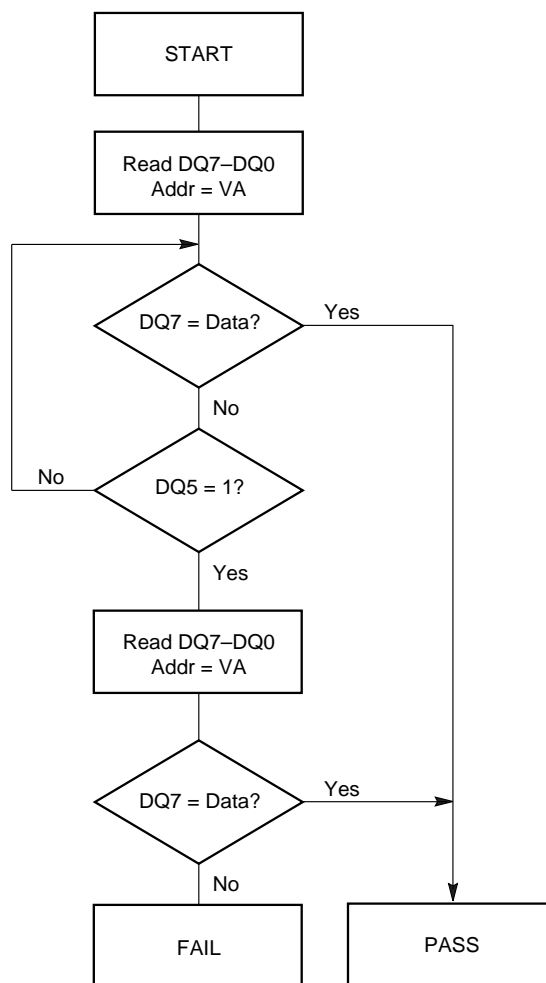 START
Read DQ7–DQ0
Addr = VA
DQ7 = Data?
Yes
No
No
DQ5 = 1?
Yes
Read DQ7–DQ0
Addr = VA
DQ7 = Data?
Yes
No
FAIL
PASS